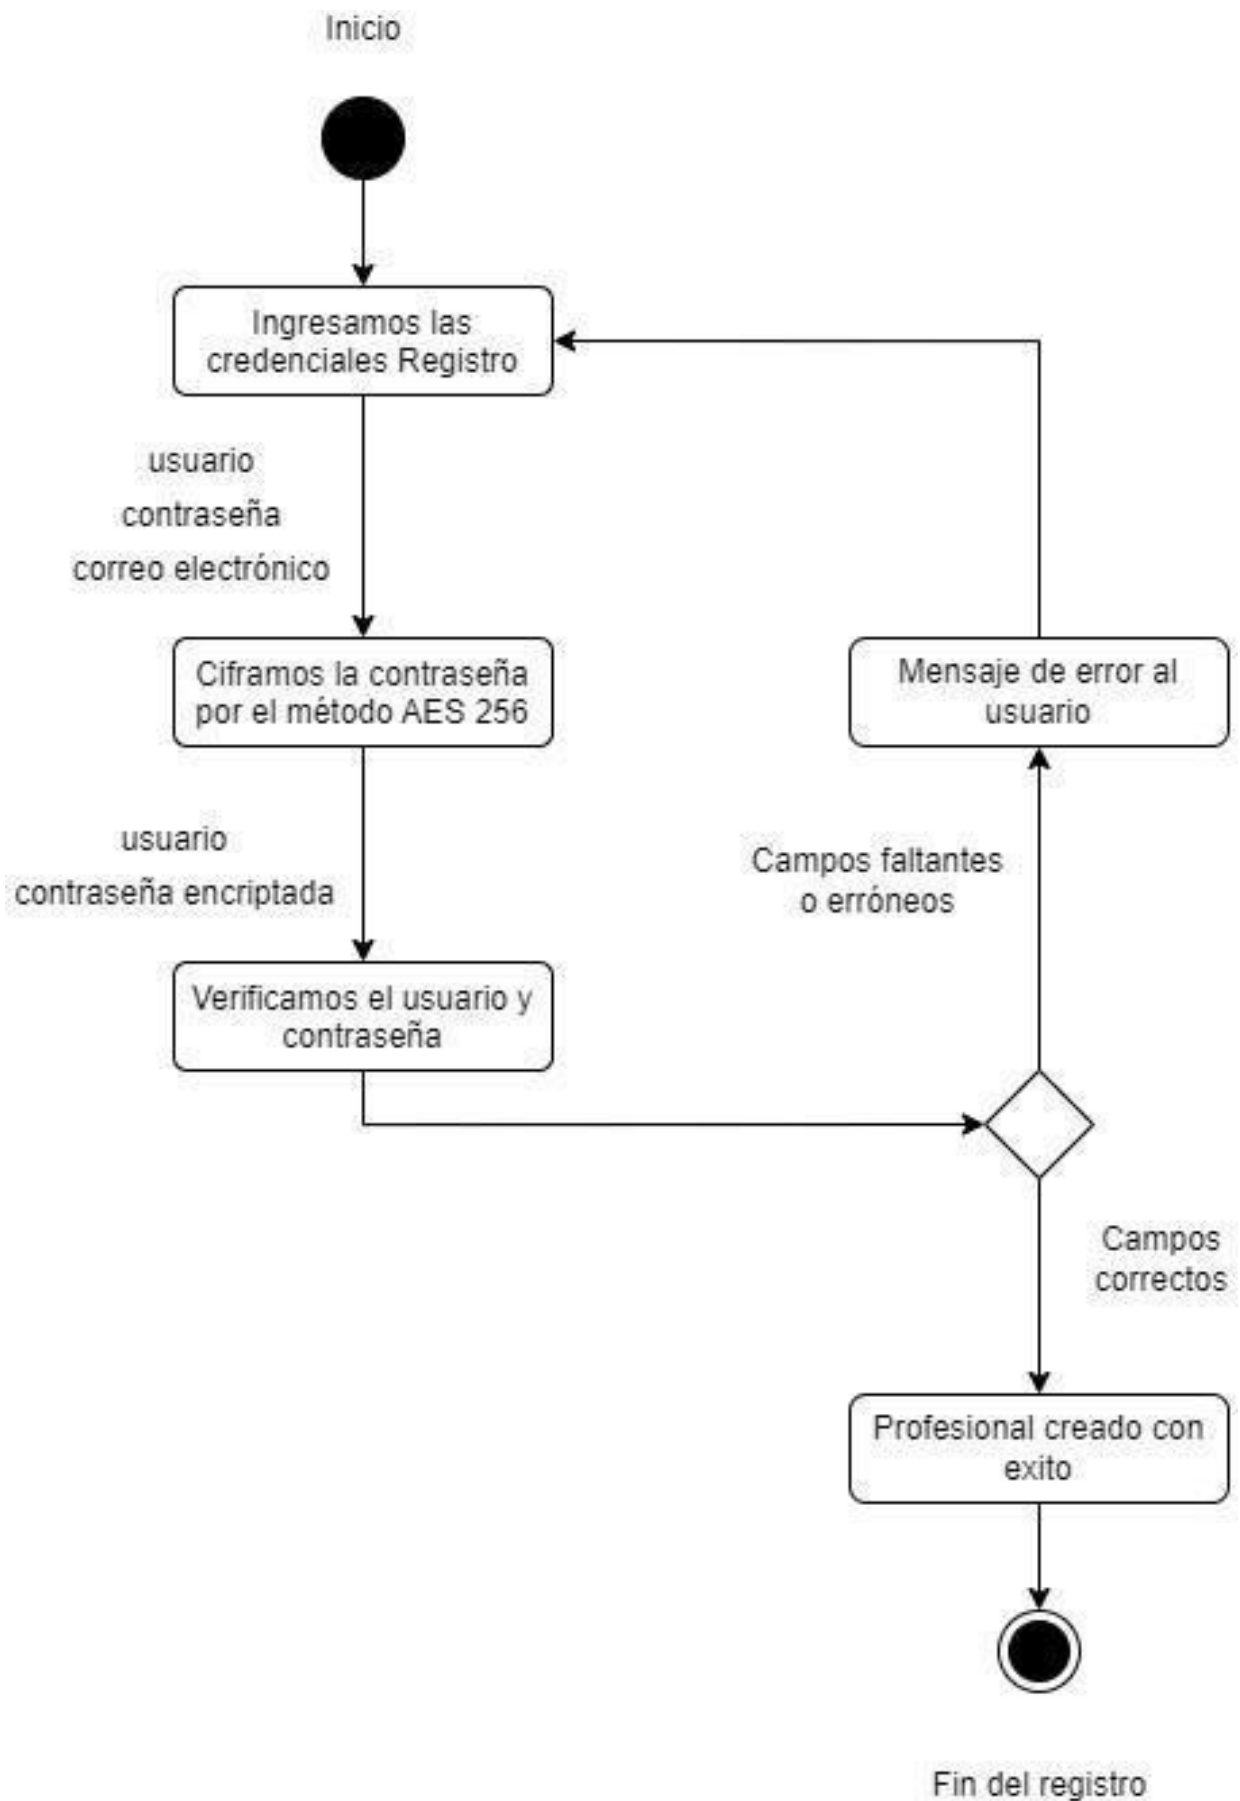 Inicio
Ingresamos las
credenciales Registro
usuario
contraseña
correo electrónico
Ciframos la contraseña
por el método AES 256
Mensaje de error al
usuario
usuario
contraseña encriptada
Campos faltantes
o erróneos
Verificamos el usuario y
contraseña
Campos
correctos
Profesional creado con
exito
Fin del registro